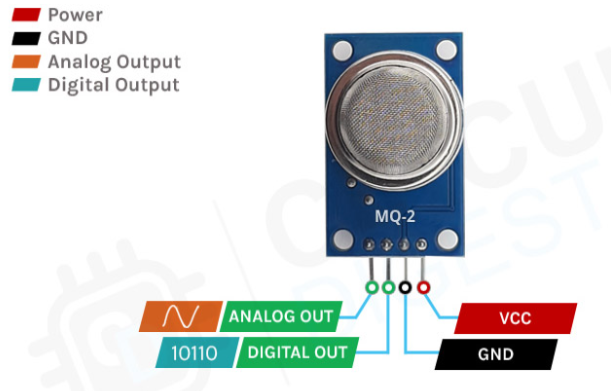 Power
GND
Analog Output
Digital Output
MQ-2
ANALOG OUT
VCC
10110 DIGITAL OUT
GND